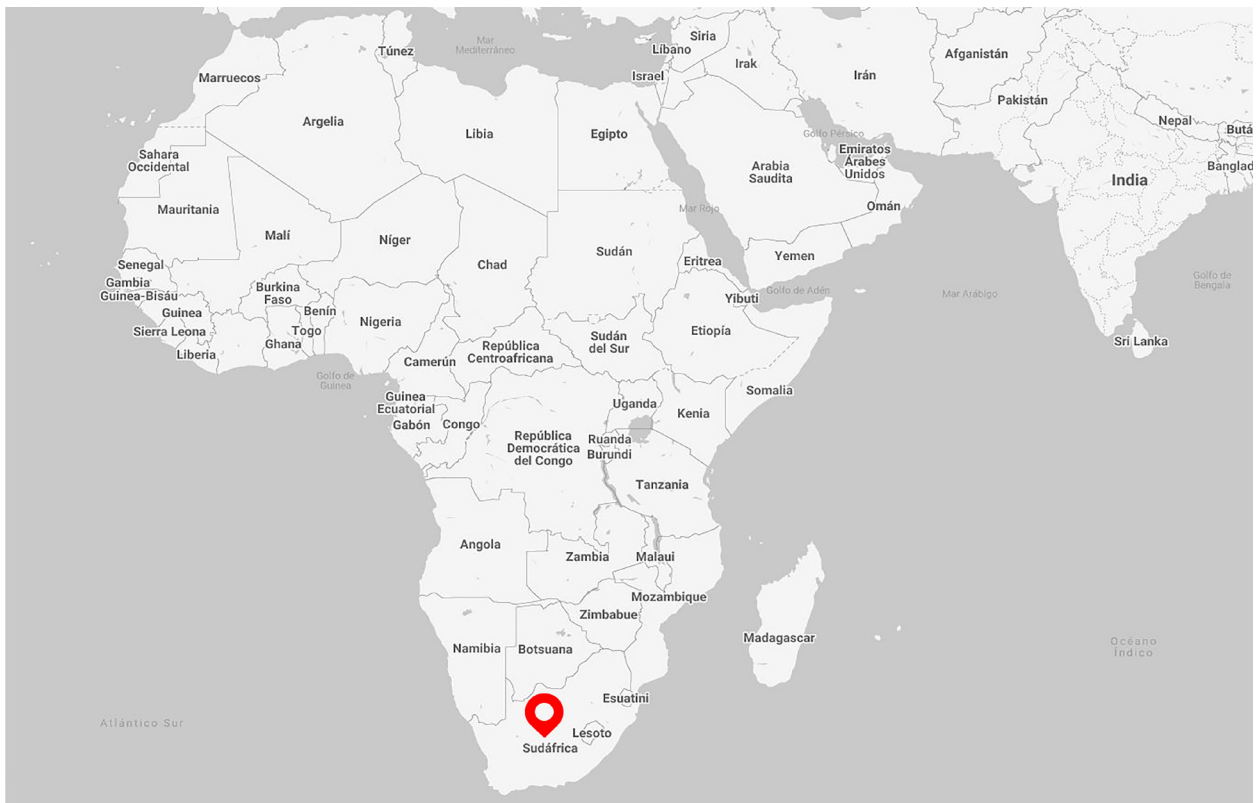 Mar
Mediterráneo
Túnez
Siria
Líbano
Irak
Israel
Afganistán
Irán
Pakistán
Marruecos
Argelia
Libia
Egipto
Golfo Pérsico
Emiratos
Árabes
Unidos
Nepal
Bután
Banglad
India
Sahara
Occidental
Arabia
Saudita
Mauritania
Mar Rojo
Omán
Malí
Níger
Chad
Sudán
Eritrea
Yemen
Senegal
Gambia
Guinea-Bisáu
Guinea
Sierra Leona
Liberia
Burkina
Faso
Benín
Togo
Ghana
Nigeria
Yibuti
Golfo de Adén
Mar Arábigo
Golfo de
Bengala
Etiopía
Sudán
del Sur
República
Centroafricana
Camerún
Golfo de
Guinea
Sri Lanka
Somalia
Guinea
Ecuatorial
Gabón
Congo
Uganda
Kenia
República
Democrática
del Congo
Ruanda
Burundi
Tanzania
Angola
Zambia
Malaui
Mozambique
Zimbabue
Namibia
Botsuana
Madagascar
Océano
Índico
Esuatini
Atlántico Sur
Lesoto
Sudáfrica